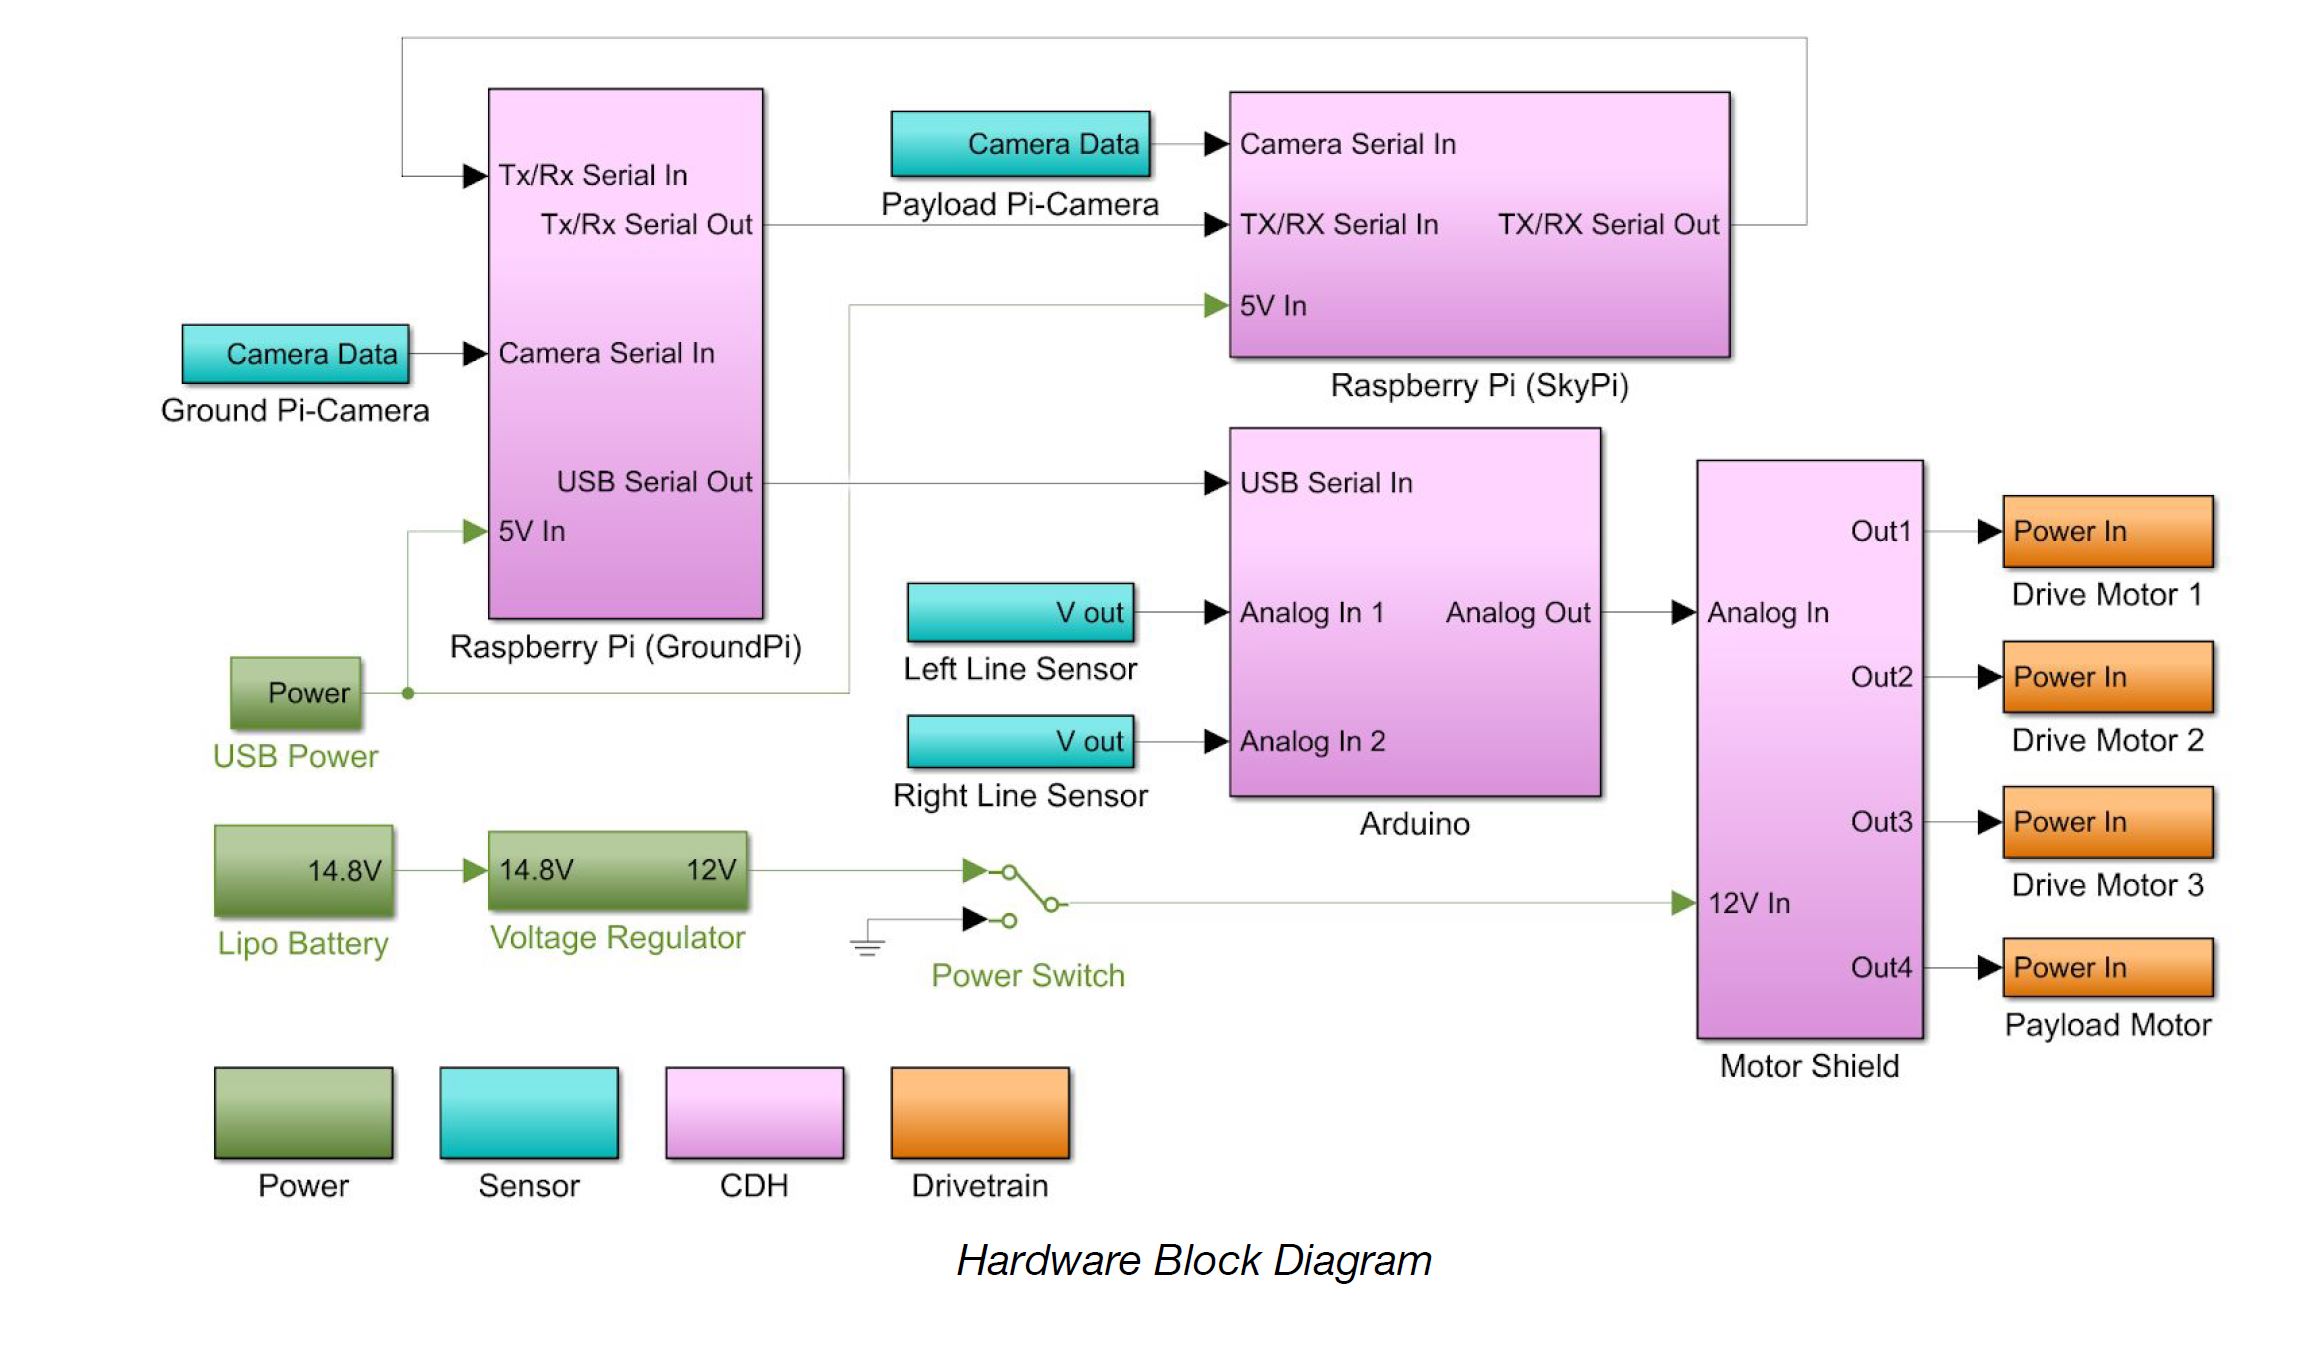 Tx/Rx Serial In
Tx/Rx Serial Out
Camera Serial In
USB Serial Out
5V In
Raspberry Pi (GroundPi)
Camera Data
Ground Pi-Camera
Camera Data
Payload Pi-Camera
Camera Serial In
TX/RX Serial In
TX/RX Serial Out
5V In
Raspberry Pi (SkyPi)
USB Serial In
Analog In 1
Analog Out
Analog In 2
Arduino
V out
Left Line Sensor
V out
Right Line Sensor
Analog In
12V In
Out1
Out2
Out3
Out4
Motor Shield
Power In
Drive Motor 1
Power In
Drive Motor 2
Power In
Drive Motor 3
Power In
Payload Motor
Power
USB Power
14.8V
Lipo Battery
14.8V
12V
Voltage Regulator
Power Switch
Power
Sensor
CDH
Drivetrain
Hardware Block Diagram